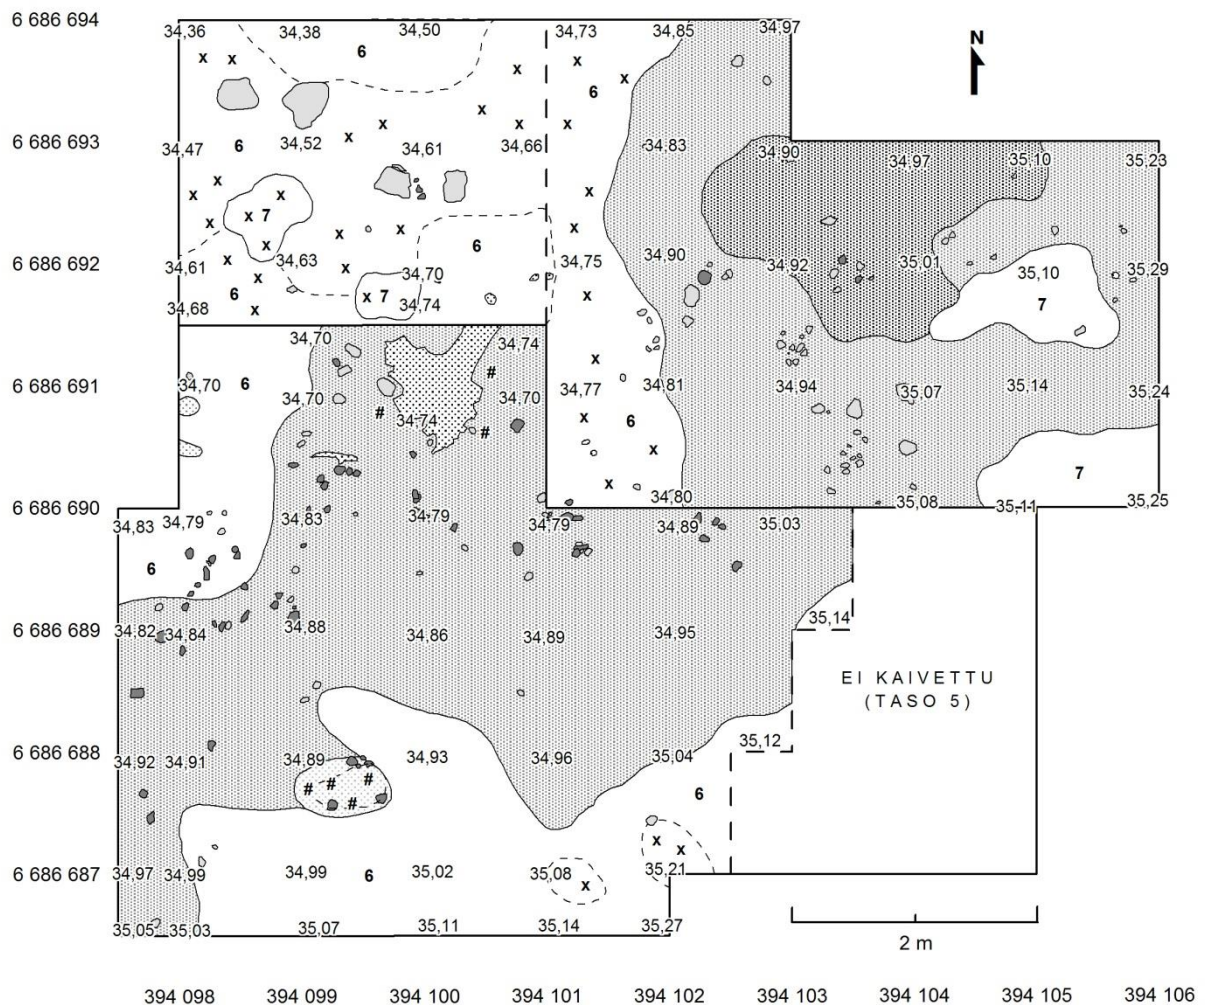 6 686 694 34,36 34,38 34,50 34,73 34,85 34,97
6 N
x x x x x 6
x x x x
6 686 693 34,47 6 34,52 34,61 34,66 34,83 34,90 34,97 35,10 35,23
x x x x
x 7 x x x
x 6
6 686 692 34,61 34,63 34,70 34,75 34,90 34,92 35,01 35,10 35,29
x x x
6 x 7 x 7
34,68 x 34,74
34,70 34,74
x
#
6 686 691 34,70 6 34,70 34,70 34,77 34,81 34,94 35,07 35,14 35,24
# 34,74 # x 6
x 7
x
34,80 35,08 35,11 35,25
6 686 690 34,83 34,79 34,83 34,79 34,79 34,89 35,03
6
35,14
6 686 689 34,82 34,84 34,88 34,86 34,89 34,95
EI KAIVETTU
(TASO 5)
35,12
6 686 688 34,92 34,91 34,89 34,93 34,96 35,04
# # # # 6
x x
6 686 687 34,97 34,99 34,99 6 35,02 35,08 x 35,21
35,05 35,03 35,07 35,11 35,14 35,27
2 m
394 098 394 099 394 100 394 101 394 102 394 103 394 104 394 105 394 106